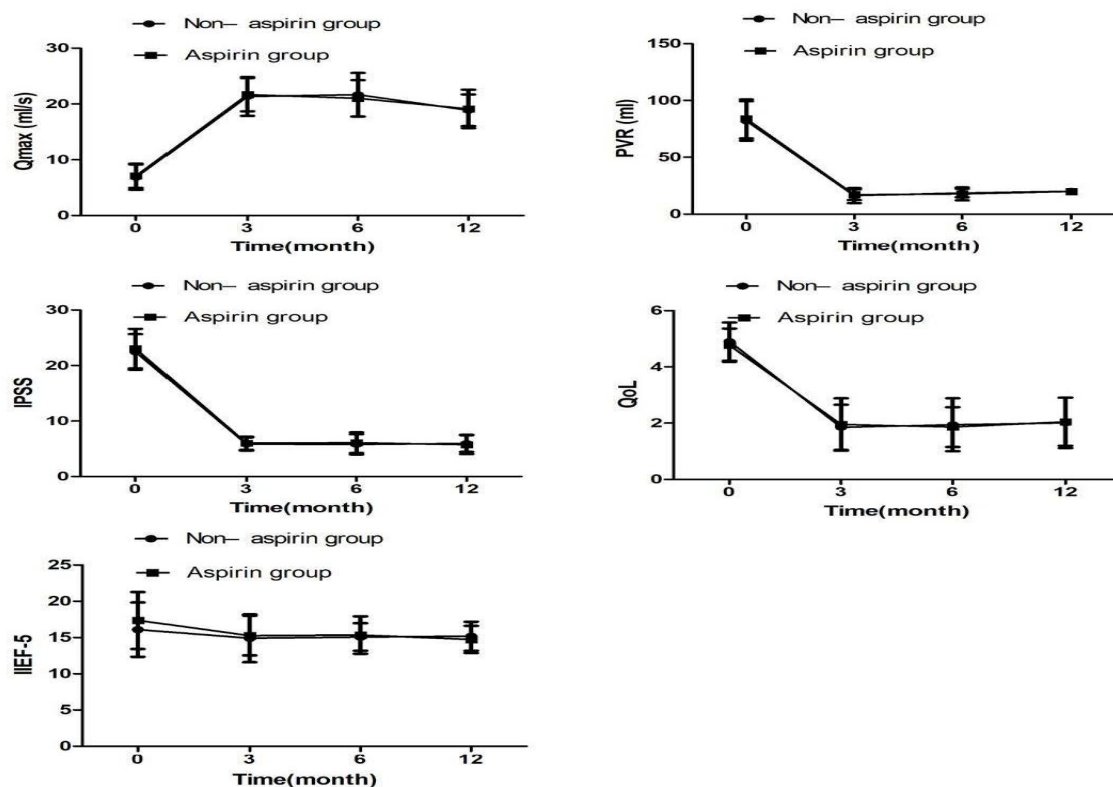 Non– aspirin group
Aspirin group
30
20
10
0
Qmax (ml/s)
0 3 6 12
Time(month)
Non– aspirin group
Aspirin group
150
100
50
0
PVR (ml)
0 3 6 12
Time(month)
Non– aspirin group
Aspirin group
30
20
10
0
IPSS
0 3 6 12
Time(month)
Non– aspirin group
Aspirin group
6
4
2
0
QoL
0 3 6 12
Time(month)
Non– aspirin group
Aspirin group
25
20
15
10
5
0
IIEF-5
0 3 6 12
Time(month)